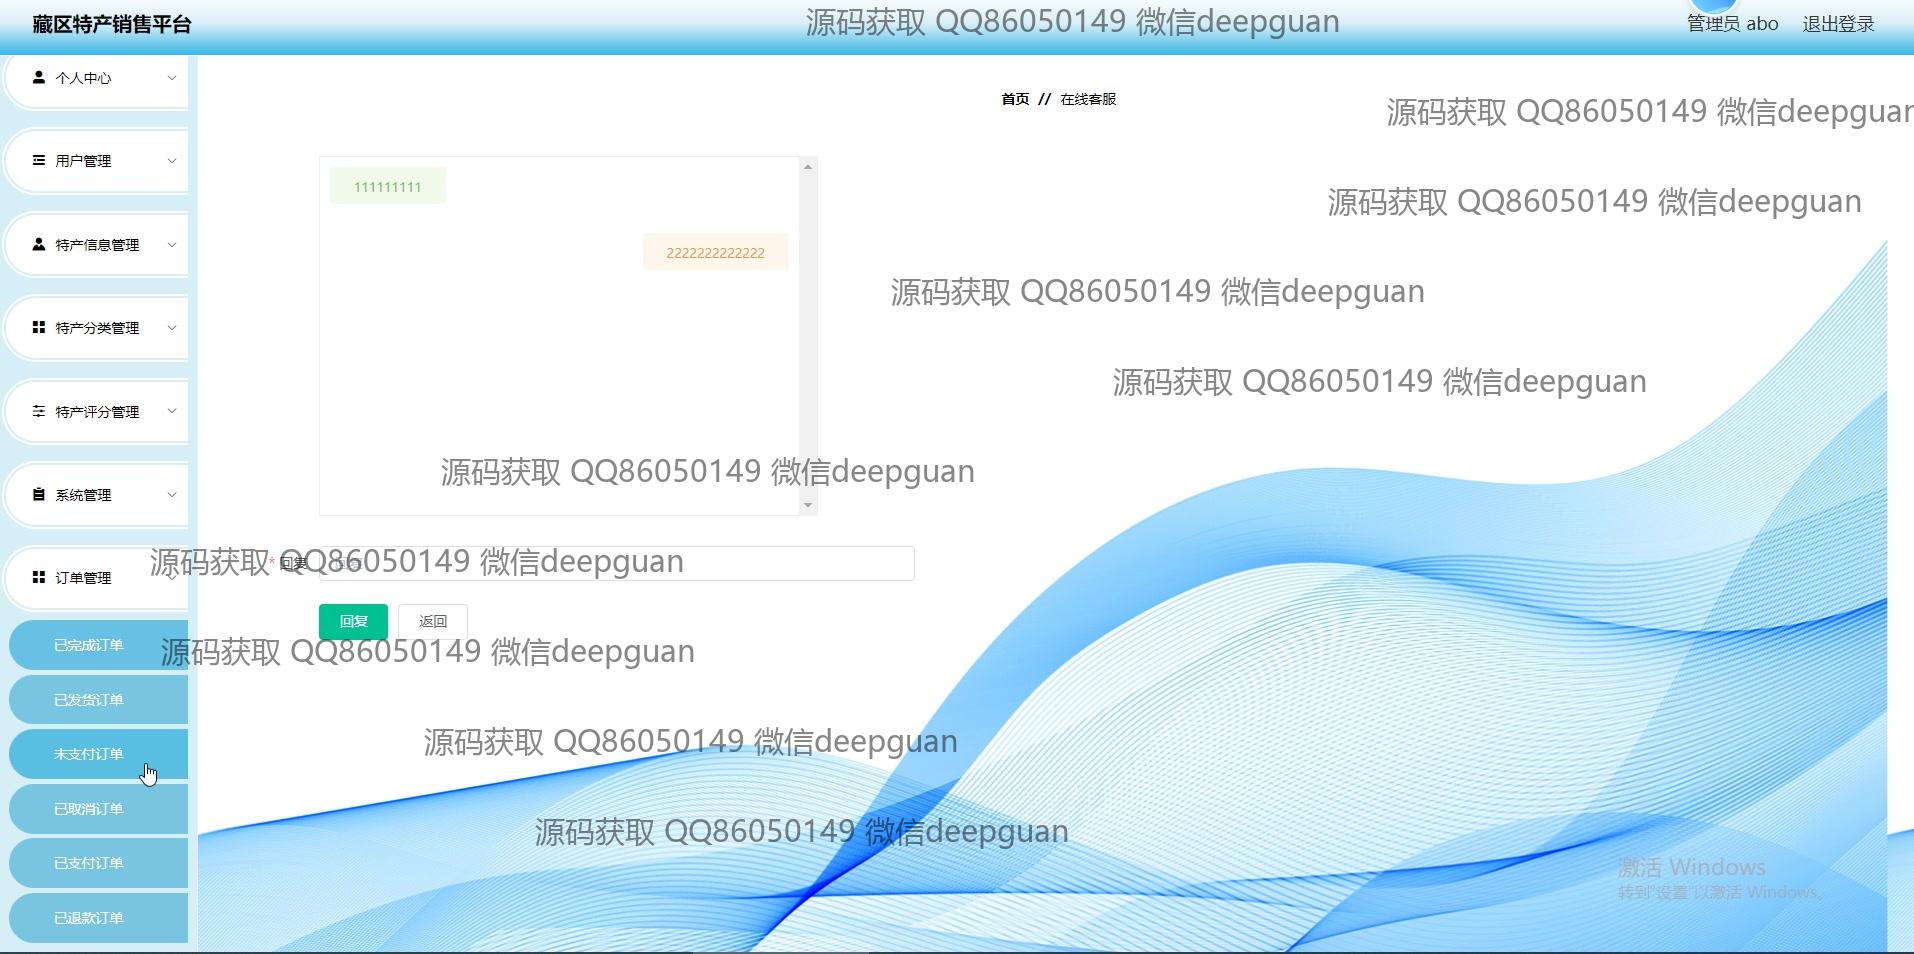 藏区特产销售平台
源码获取 QQ86050149 微信deepguan
管理员 abo 退出登录
个人中心
首页 // 在线客服
源码获取 QQ86050149 微信deepguan
用户管理
111111111
源码获取 QQ86050149 微信deepguan
特产信息管理
2222222222222
源码获取 QQ86050149 微信deepguan
特产分类管理
源码获取 QQ86050149 微信deepguan
特产评分管理
源码获取 QQ86050149 微信deepguan
系统管理
源码获取 QQ86050149 微信deepguan
* 回复
回复
订单管理
回复 返回
已完成订单
源码获取 QQ86050149 微信deepguan
已发货订单
源码获取 QQ86050149 微信deepguan
未支付订单
已取消订单
源码获取 QQ86050149 微信deepguan
已支付订单
激活 Windows
转到"设置"以激活 Windows。
已退款订单